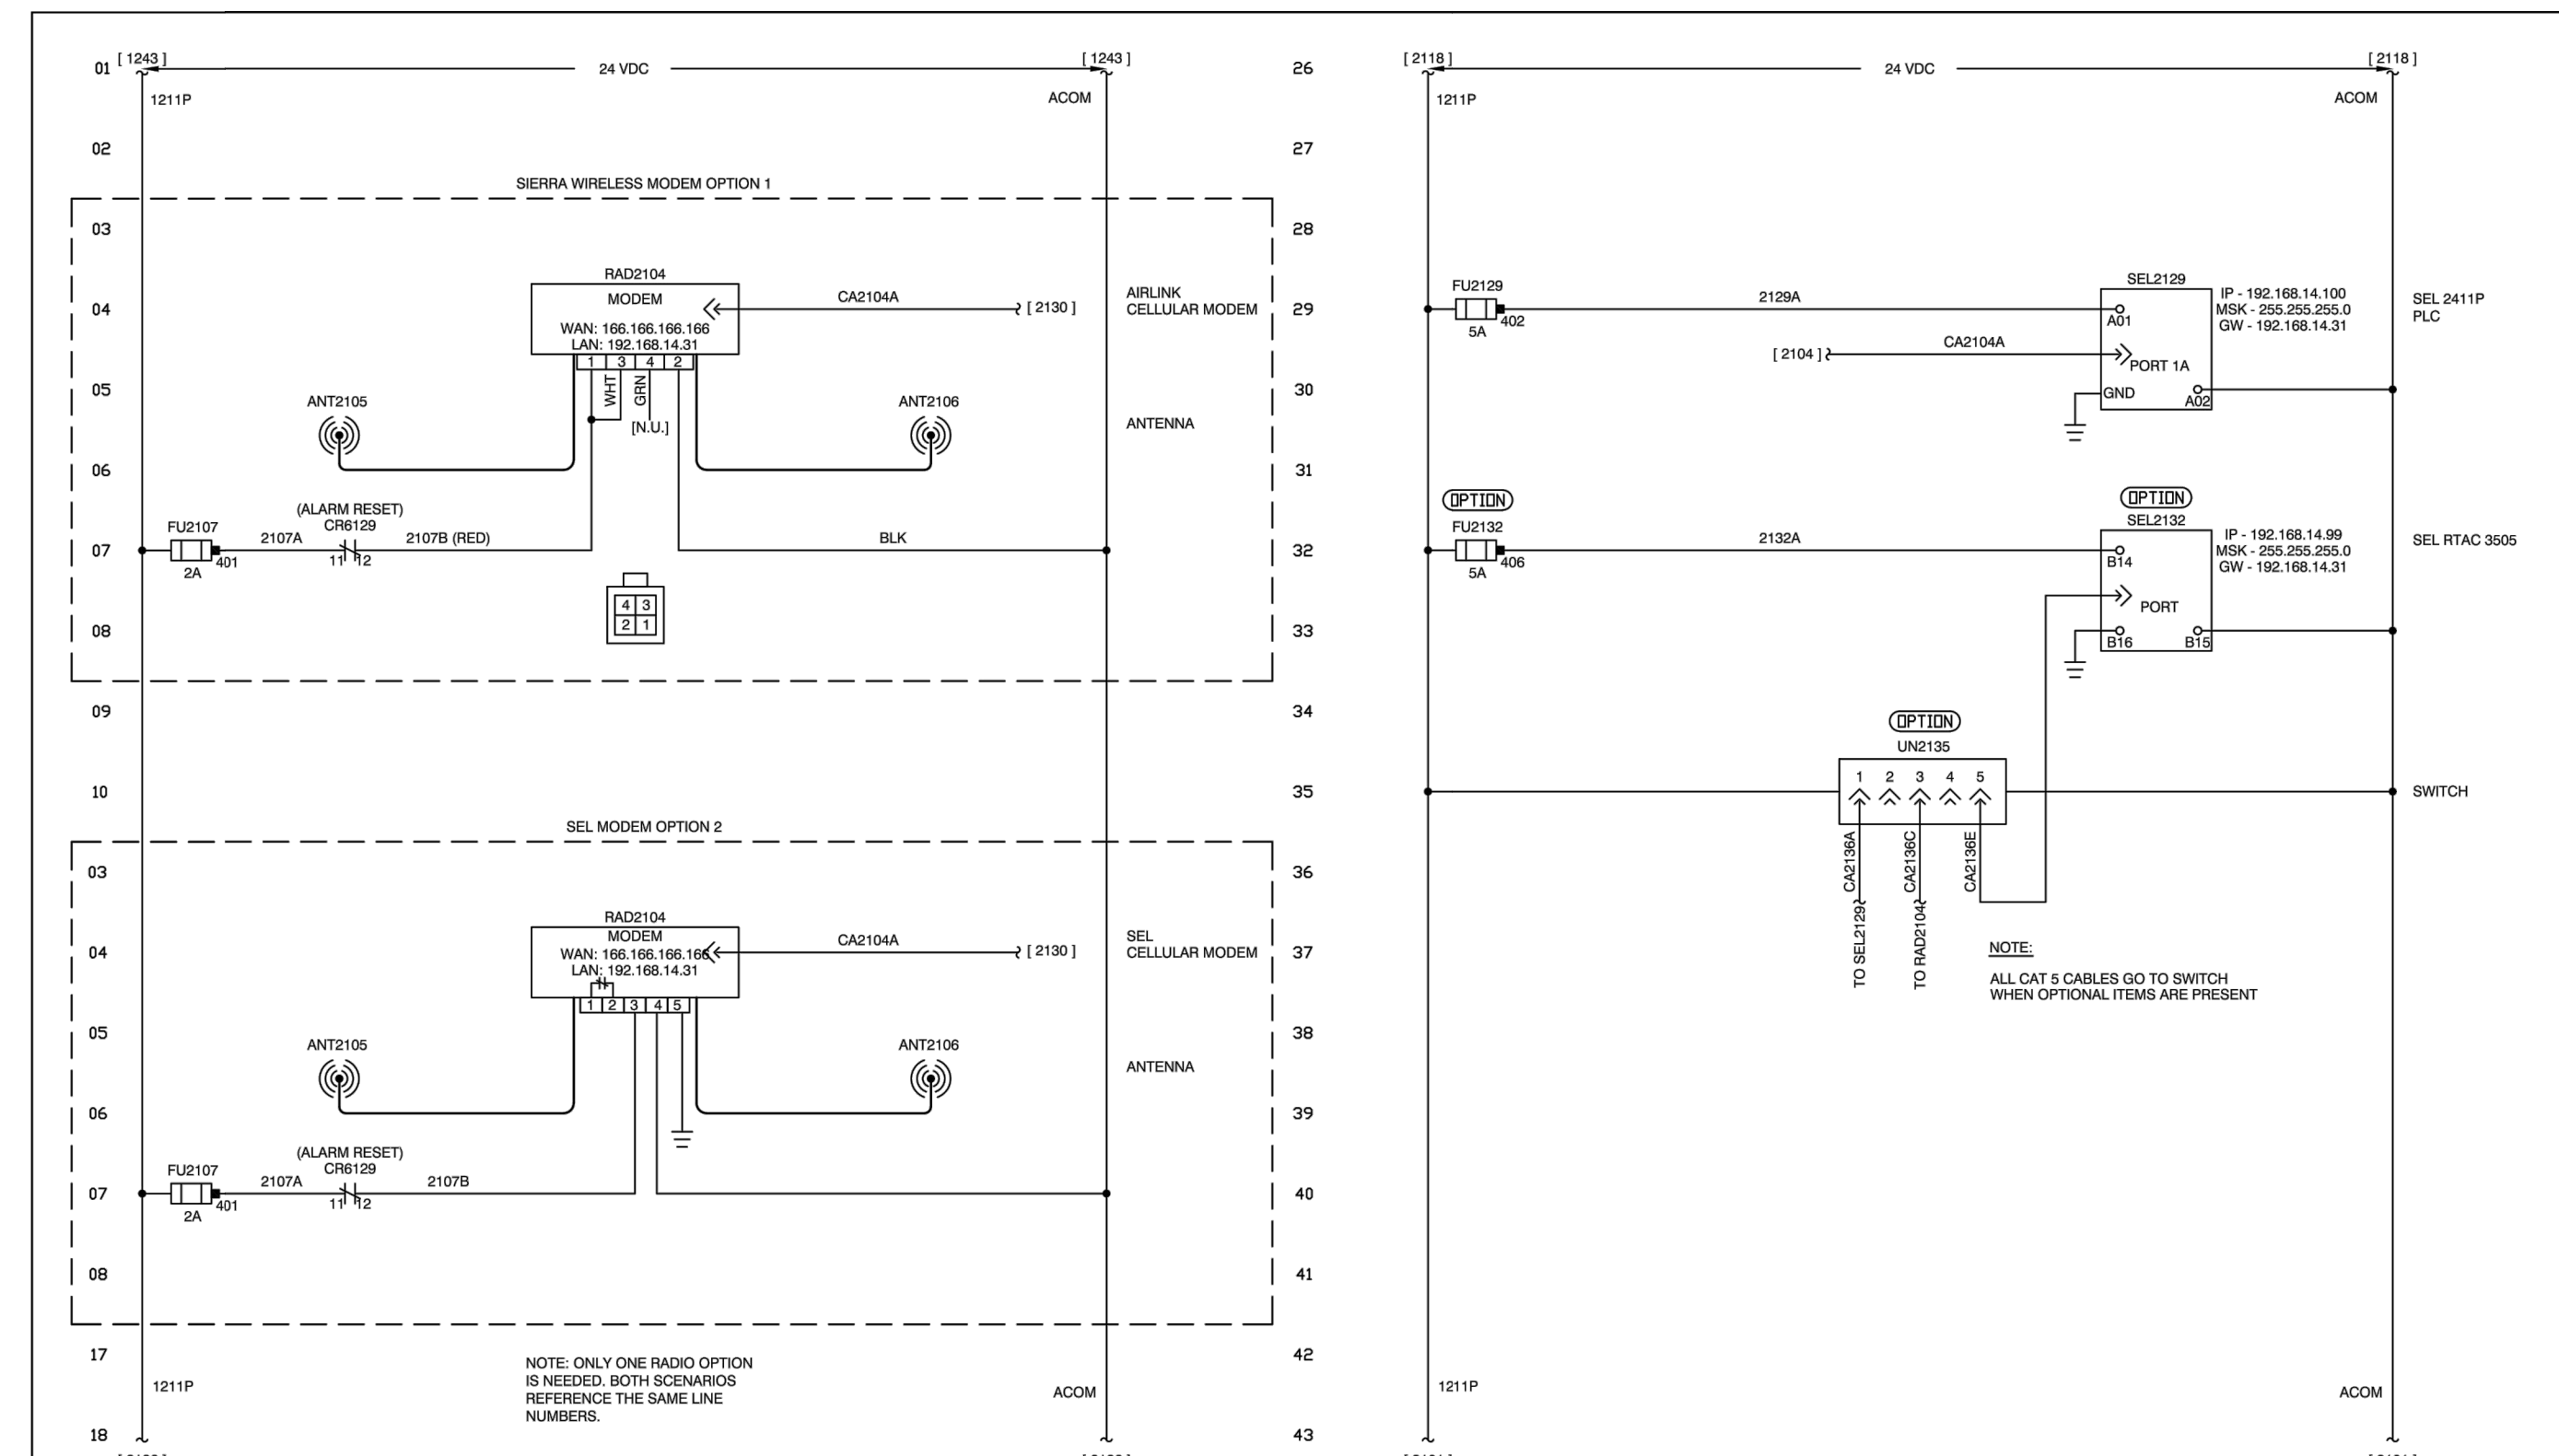 [ 1243 ]
[ 1243 ]
01
24 VDC
1211P
ACOM
02
SIERRA WIRELESS MODEM OPTION 1
03
RAD2104
MODEM
WAN: 166.166.166.166
LAN: 192.168.14.31
04
CA2104A
[ 2130 ]
AIRLINK
CELLULAR MODEM
1 3 4 2
WHT
GRN
[N.U.]
05
ANT2105
ANT2106
ANTENNA
06
(ALARM RESET)
CR6129
FU2107
2107A
2107B (RED)
BLK
07
401
11 12
2A
4 3
2 1
08
09
10
SEL MODEM OPTION 2
03
RAD2104
MODEM
WAN: 166.166.166.166
LAN: 192.168.14.31
04
CA2104A
[ 2130 ]
SEL
CELLULAR MODEM
1 2 3 4 5
05
ANT2105
ANT2106
ANTENNA
06
(ALARM RESET)
CR6129
FU2107
2107A
2107B
07
401
11 12
2A
08
17
1211P
NOTE: ONLY ONE RADIO OPTION
IS NEEDED. BOTH SCENARIOS
REFERENCE THE SAME LINE
NUMBERS.
ACOM
18
[ 2118 ]
[ 2118 ]
26
24 VDC
1211P
ACOM
27
28
FU2129
2129A
SEL2129
IP - 192.168.14.100
MSK - 255.255.255.0
GW - 192.168.14.31
SEL 2411P
PLC
29
402
5A
A01
[ 2104 ]
CA2104A
PORT 1A
30
GND
A02
31
OPTION
OPTION
FU2132
2132A
SEL2132
IP - 192.168.14.99
MSK - 255.255.255.0
GW - 192.168.14.31
SEL RTAC 3505
32
406
5A
B14
PORT
33
B16
B15
34
OPTION
UN2135
1 2 3 4 5
35
SWITCH
CA2136A
CA2136C
CA2136E
36
TO SEL2129
TO RAD2104
37
NOTE:
ALL CAT 5 CABLES GO TO SWITCH
WHEN OPTIONAL ITEMS ARE PRESENT
38
39
40
41
42
1211P
ACOM
43